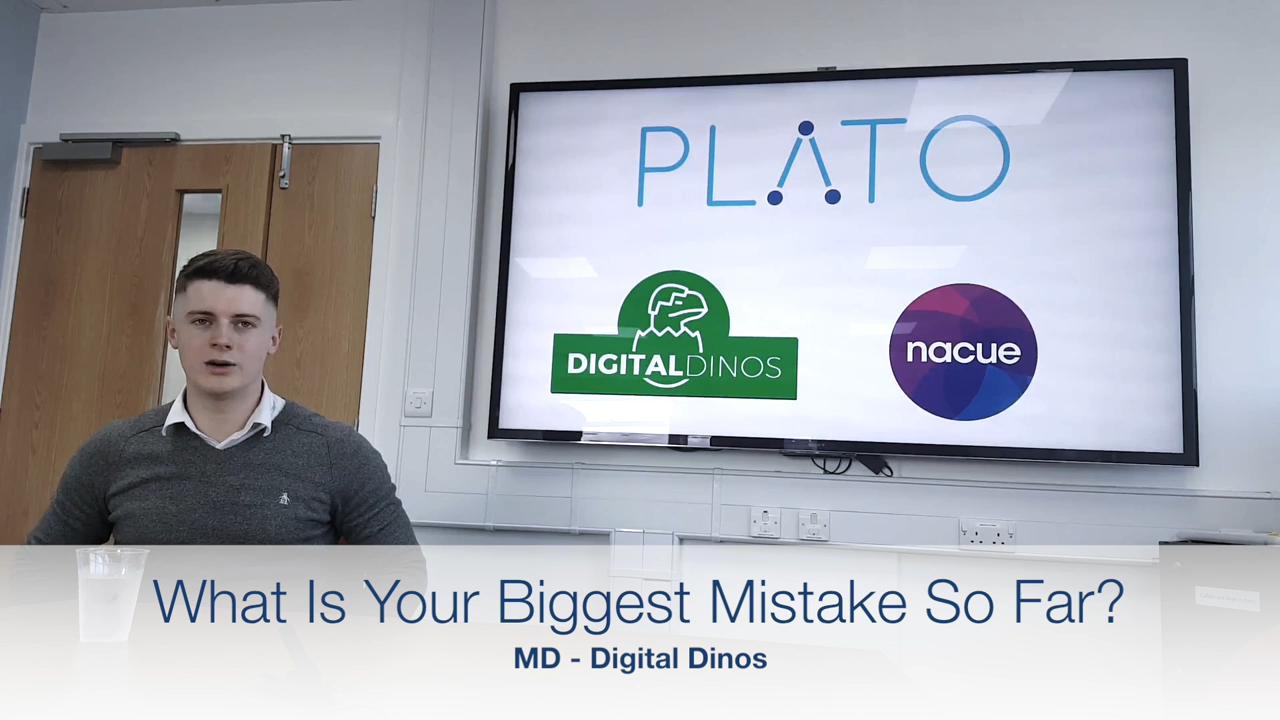 PLATO
DIGITALDINOS
nacue
What Is Your Biggest Mistake So Far?
MD - Digital Dinos